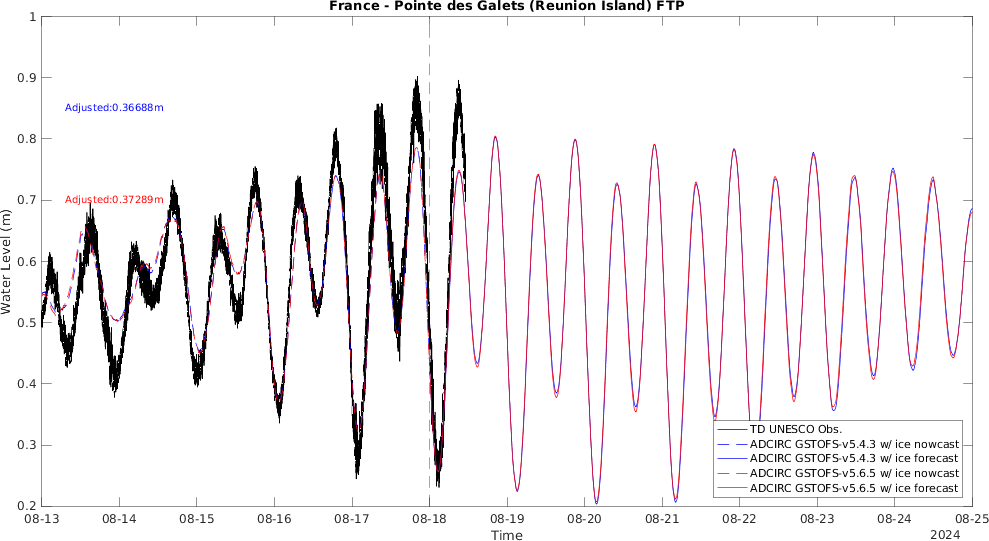 France - Pointe des Galets (Reunion Island) FTP
1
0.9
0.8
0.7
0.6
0.5
0.4
0.3
0.2
Water Level (m)
Adjusted:0.36688m
Adjusted:0.37289m
TD UNESCO Obs.
ADCIRC GSTOFS-v5.4.3 w/ ice nowcast
ADCIRC GSTOFS-v5.4.3 w/ ice forecast
ADCIRC GSTOFS-v5.6.5 w/ ice nowcast
ADCIRC GSTOFS-v5.6.5 w/ ice forecast
08-13 08-14 08-15 08-16 08-17 08-18 08-19 08-20 08-21 08-22 08-23 08-24 08-25
Time
2024